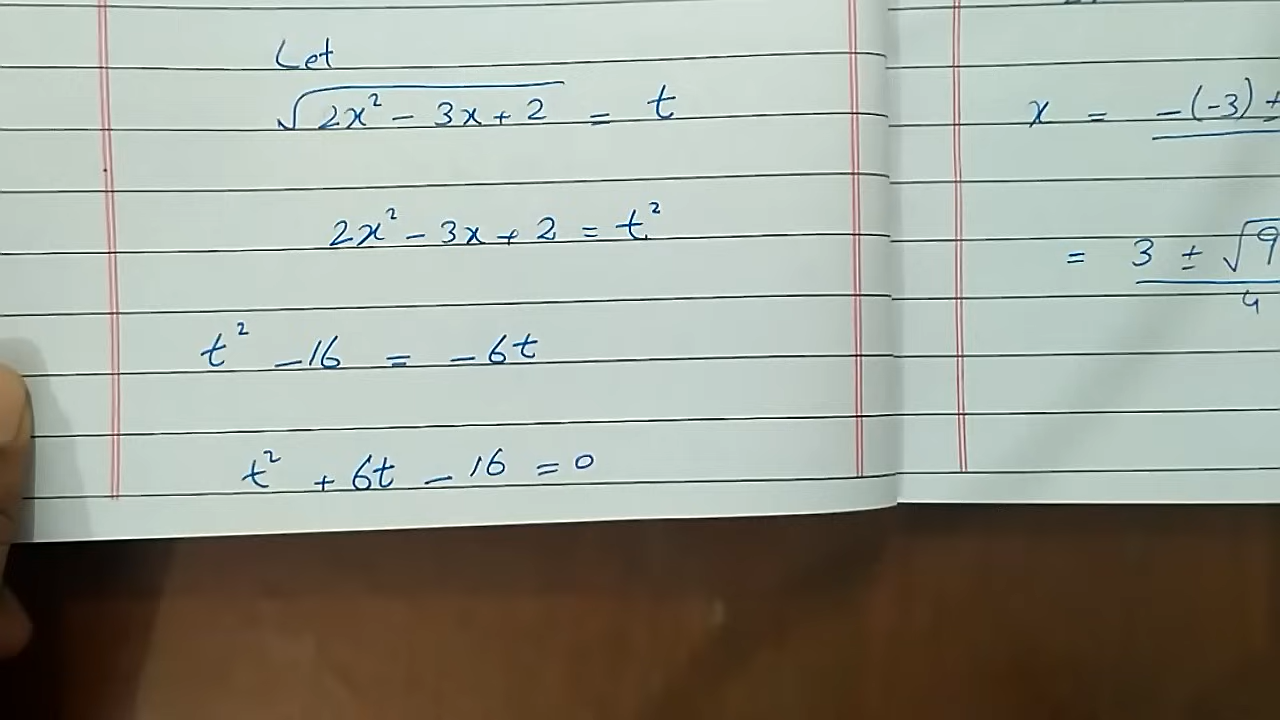 Let
√(2x² - 3x + 2) = t
2x² - 3x + 2 = t²
t² - 16 = -6t
t² + 6t - 16 = 0
x = -(-3) ±
= 3 ± √9
4